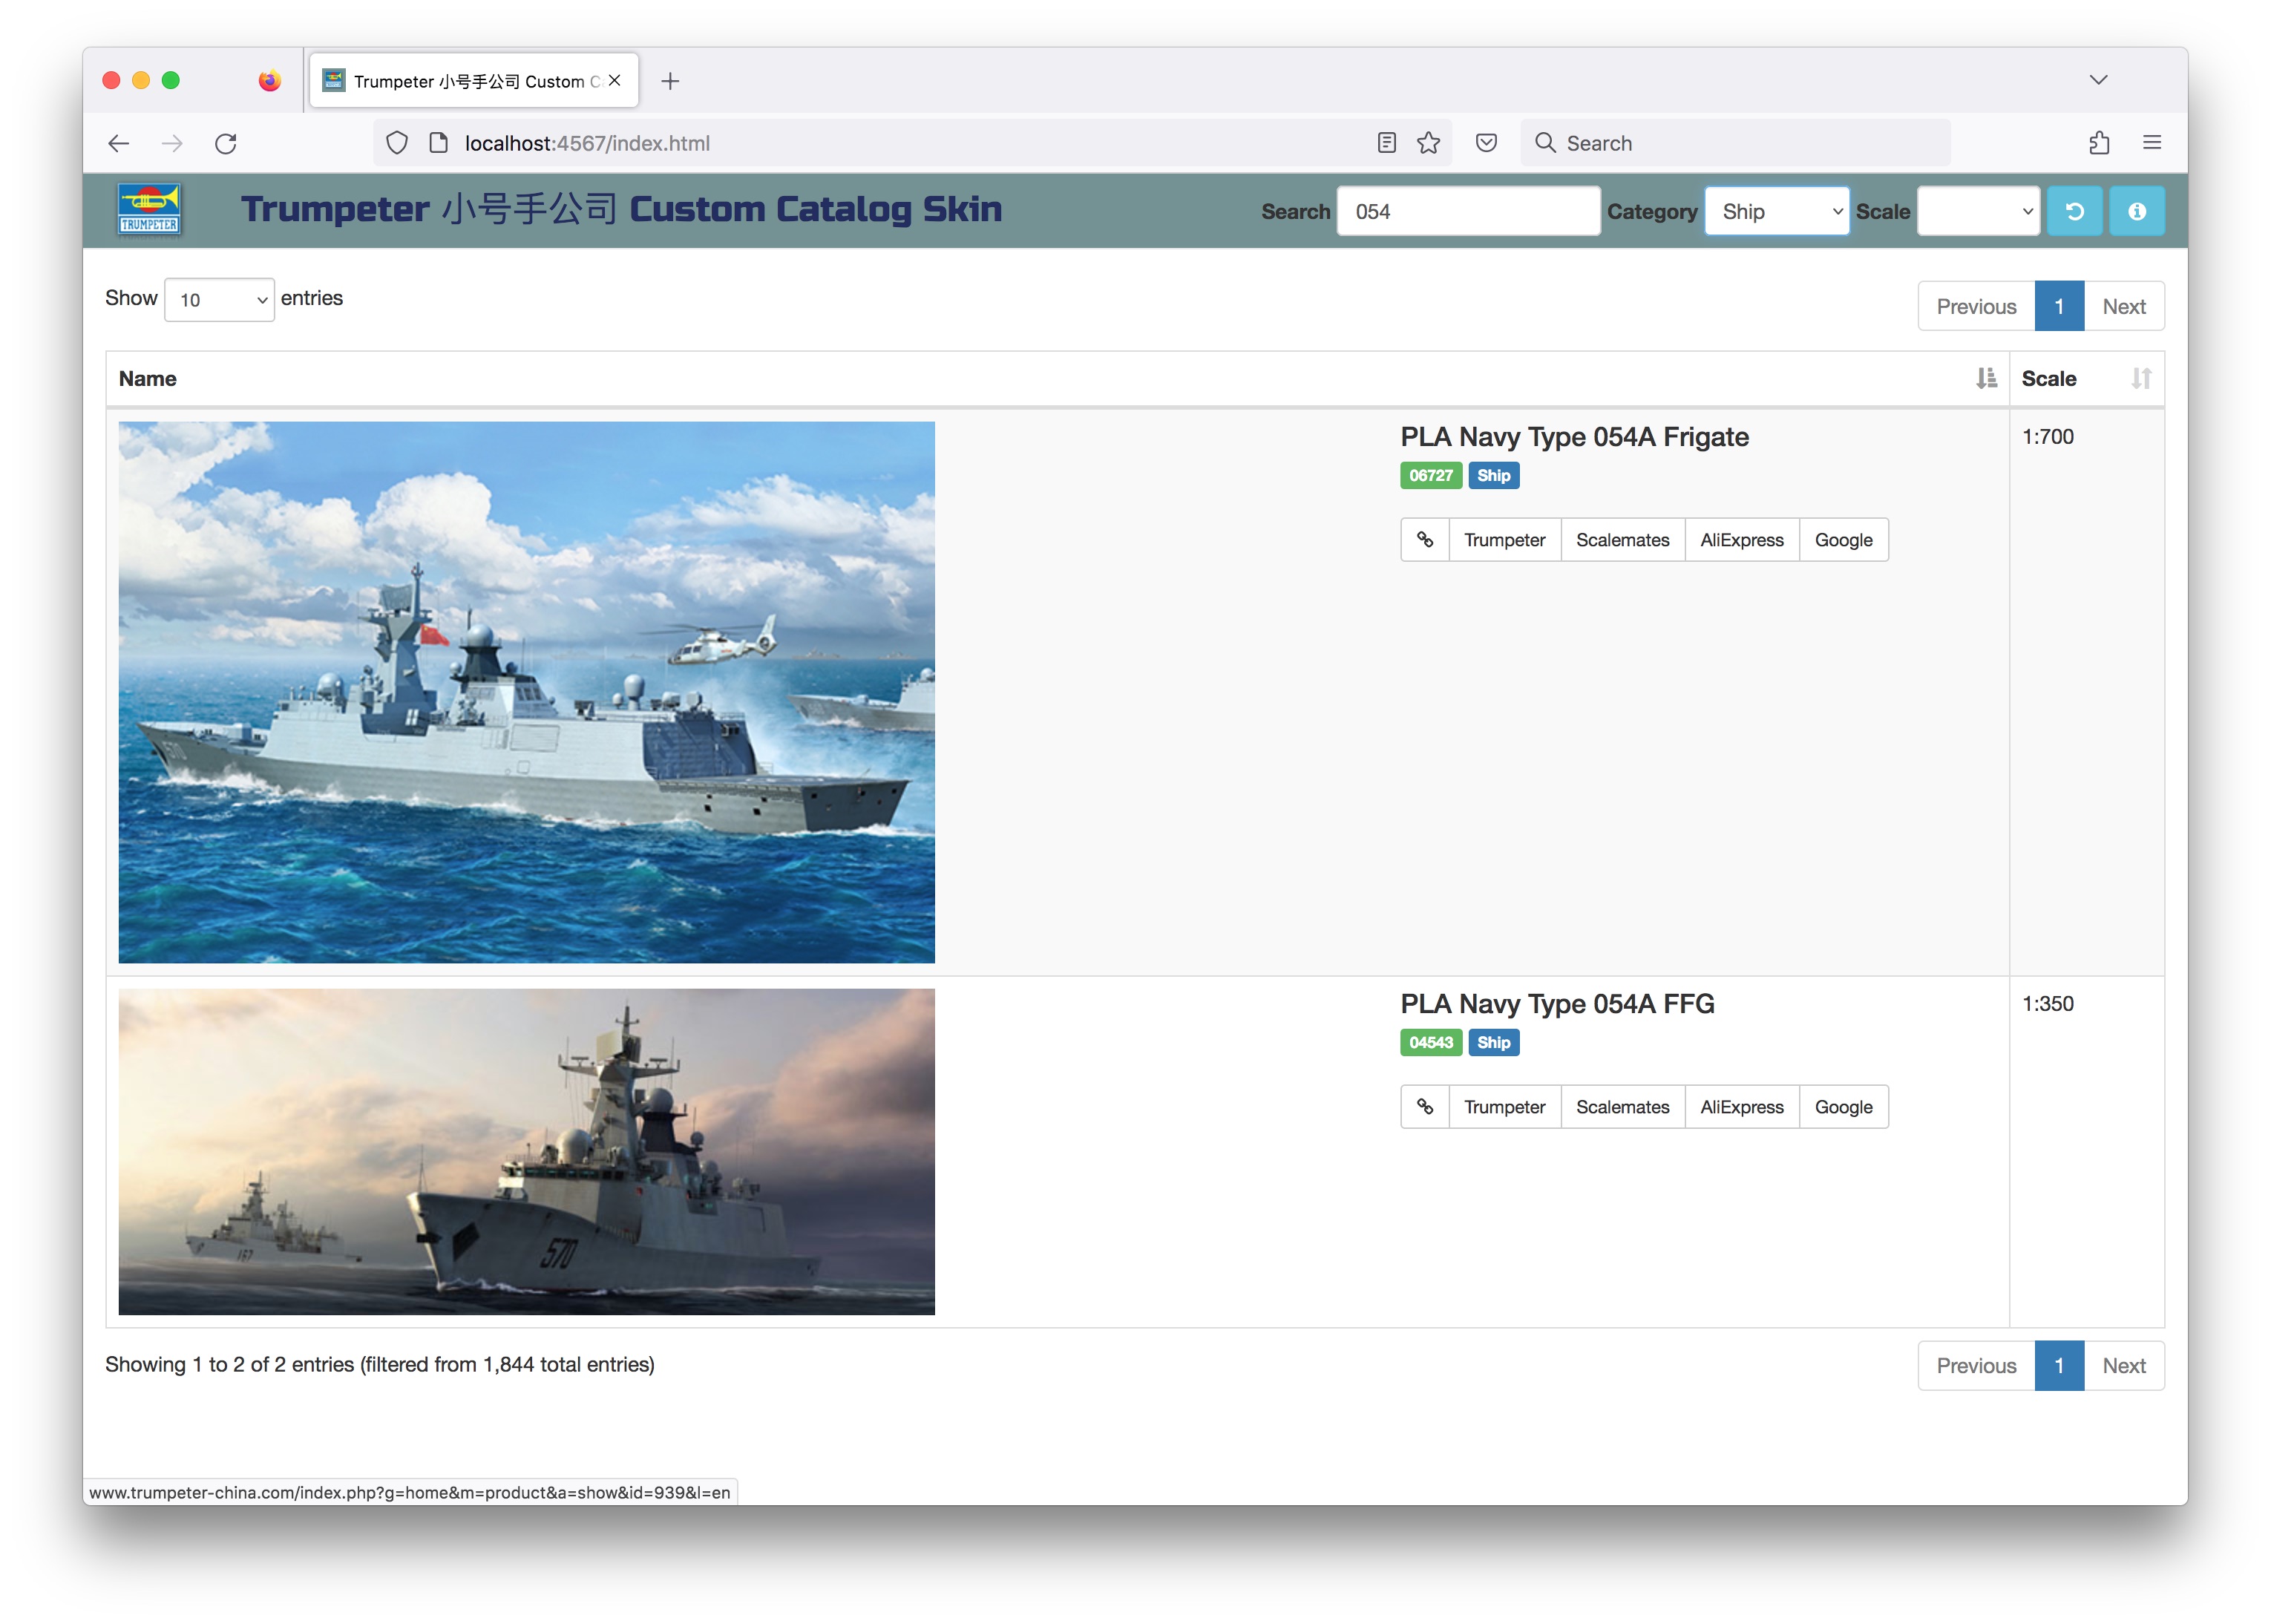 Trumpeter 小号手公司 Custom C
localhost:4567/index.html
Search
TRUMPETER
Trumpeter 小号手公司 Custom Catalog Skin
Search 054 Category Ship Scale
Show 10 entries
Previous 1 Next
Name Scale
PLA Navy Type 054A Frigate 1:700
06727 Ship
Trumpeter Scalemates AliExpress Google
570
PLA Navy Type 054A FFG 1:350
04543 Ship
Trumpeter Scalemates AliExpress Google
167
570
Showing 1 to 2 of 2 entries (filtered from 1,844 total entries)
Previous 1 Next
www.trumpeter-china.com/index.php?g=home&m=product&a=show&id=939&l=en